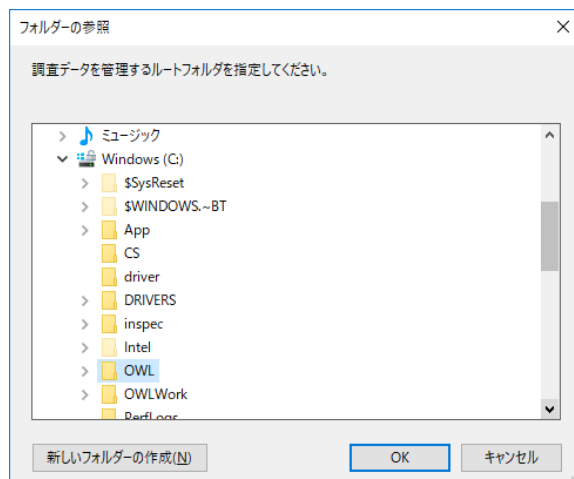 フォルダーの参照
調査データを管理するルートフォルダを指定してください。
ミュージック
Windows (C:)
$SysReset
$WINDOWS.~BT
App
CS
driver
DRIVERS
inspec
Intel
OWL
OWLWork
PerfLogs
新しいフォルダーの作成(N)
OK
キャンセル